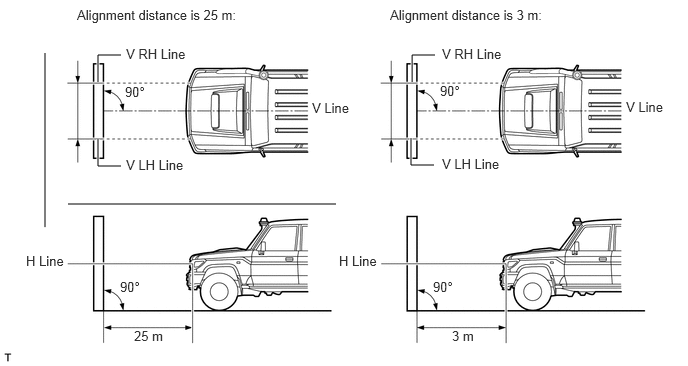 Alignment distance is 25 m:
V RH Line
90°
V Line
V LH Line
H Line
90°
25 m
Alignment distance is 3 m:
V RH Line
90°
V Line
V LH Line
H Line
90°
3 m
T